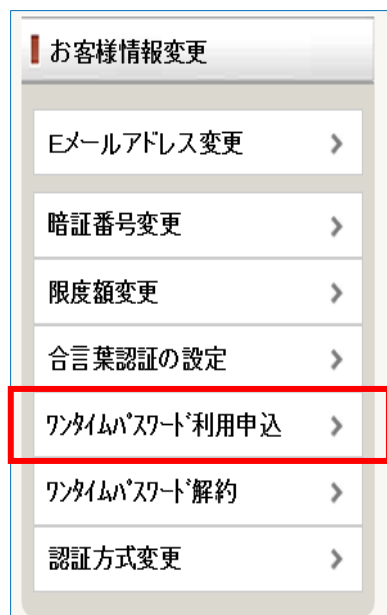 お客様情報変更
Eメールアドレス変更
暗証番号変更
限度額変更
合言葉認証の設定
ﾜﾝﾀｲﾑﾊﾟｽﾜｰﾄﾞ利用申込
ﾜﾝﾀｲﾑﾊﾟｽﾜｰﾄﾞ解約
認証方式変更